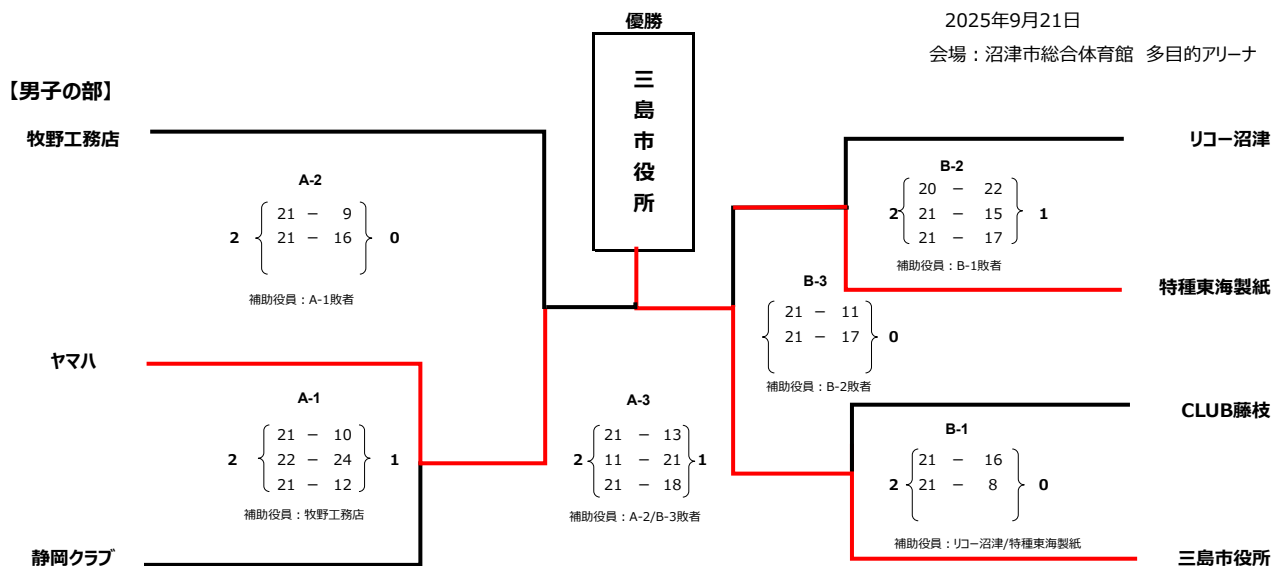 優勝
2025年9月21日
会場：沼津市総合体育館 多目的アリーナ
三島市役所
【男子の部】
牧野工務店
A-2
21 － 9
2 21 － 16 0
補助役員：A-1敗者
ヤマハ
A-1
21 － 10
2 22 － 24 1
21 － 12
補助役員：牧野工務店
静岡クラブ
A-3
21 － 13
2 11 － 21 1
21 － 18
補助役員：A-2/B-3敗者
リコー沼津
B-2
20 － 22
2 21 － 15 1
21 － 17
補助役員：B-1敗者
特種東海製紙
B-3
21 － 11
21 － 17 0
補助役員：B-2敗者
CLUB藤枝
B-1
21 － 16
2 21 － 8 0
補助役員：リコー沼津/特種東海製紙
三島市役所